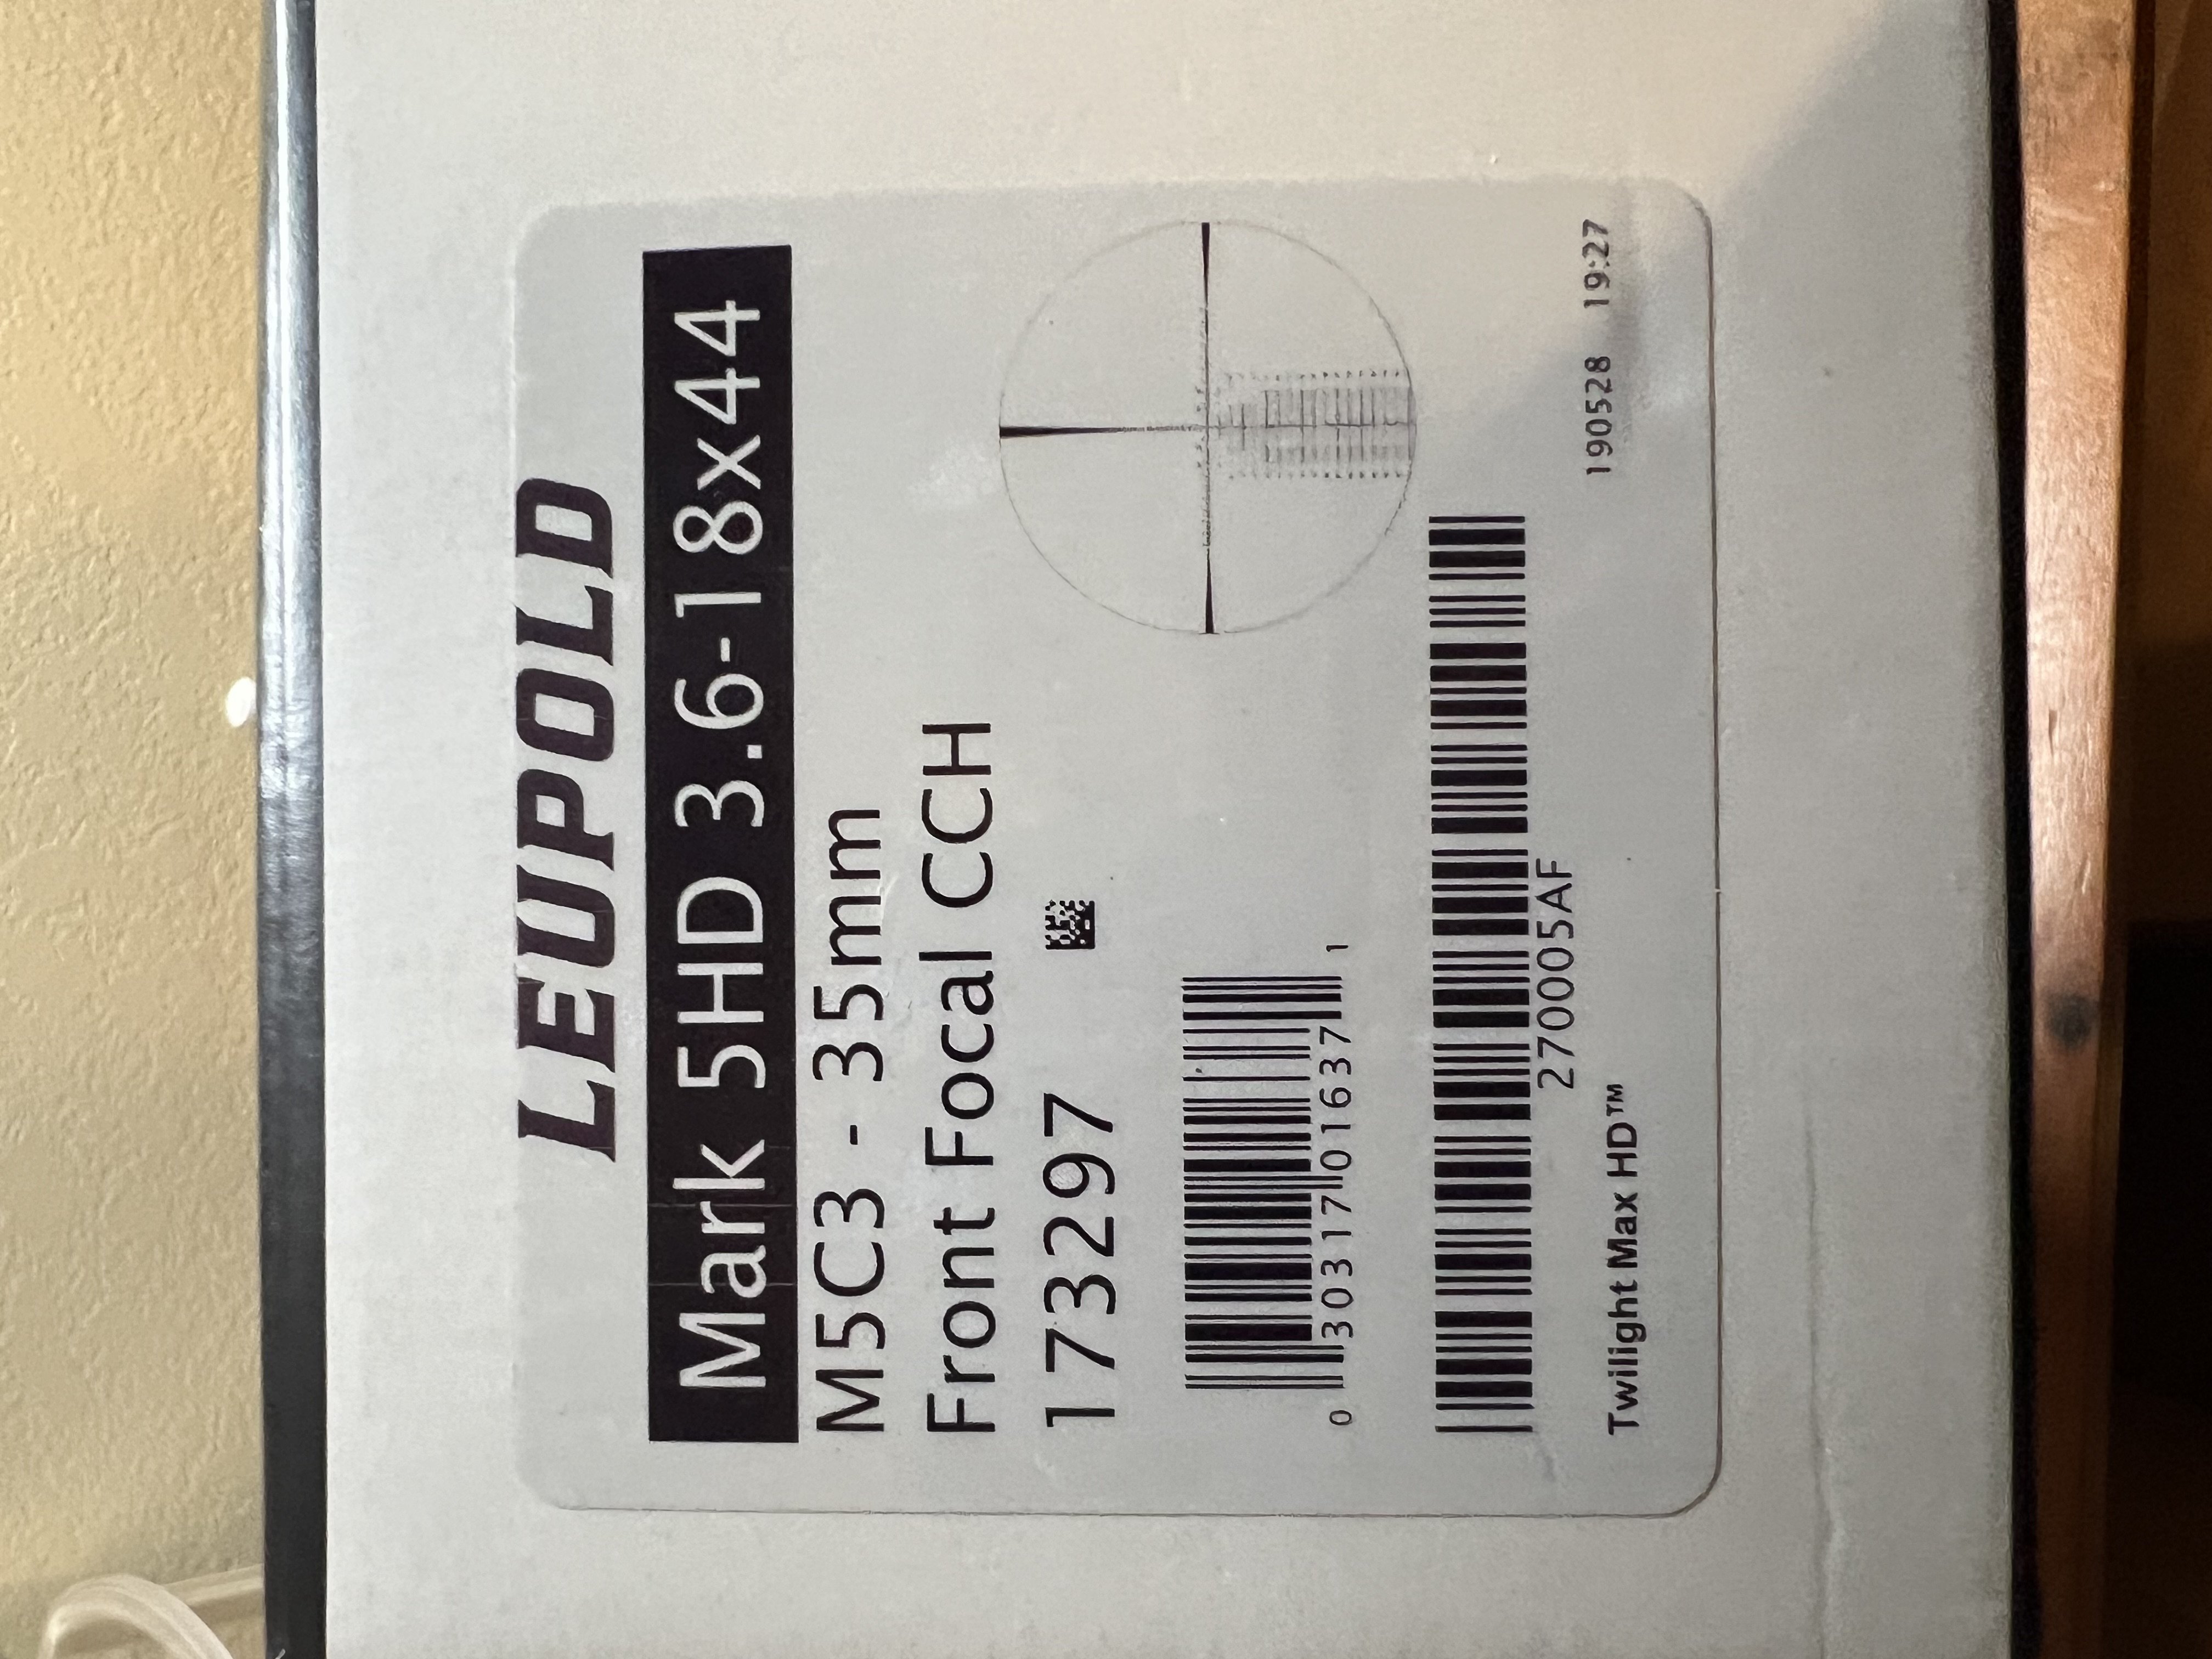 LEUPOLD
Mark 5HD 3.6-18x44
M5C3 - 35mm
Front Focal CCH
173297
0 30317 01637 1
270005AF
Twilight Max HD™ 190528 19:27